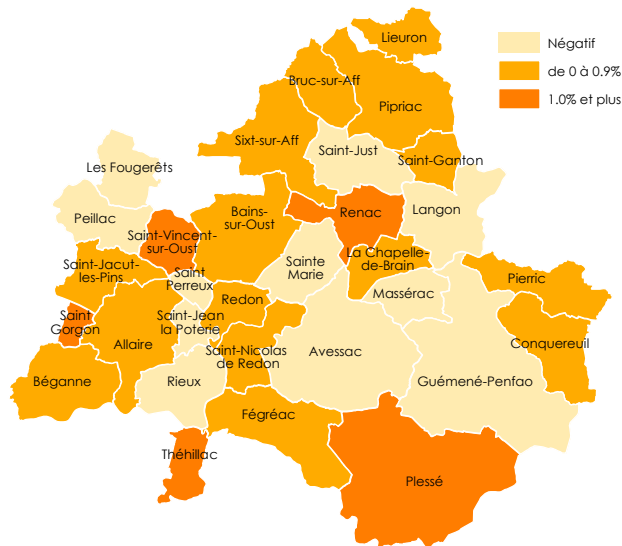 Lieuron
Négatif
de 0 à 0.9%
1.0% et plus
Bruc-sur-Aff
Pipriac
Sixt-sur-Aff
Saint-Just
Saint-Ganton
Les Fougerêts
Peillac
Bains-
sur-Oust
Renac
Langon
Saint-Vincent-
sur-Oust
La Chapelle-
de-Brain
Sainte
Marie
Saint-Jacut-
les-Pins
Saint
Perreux
Pierric
Massérac
Redon
Saint
Gorgon
Saint-Jean
la Poterie
Allaire
Saint-Nicolas
de Redon
Avessac
Conquereuil
Béganne
Rieux
Guémené-Penfao
Fégréac
Théhillac
Plessé